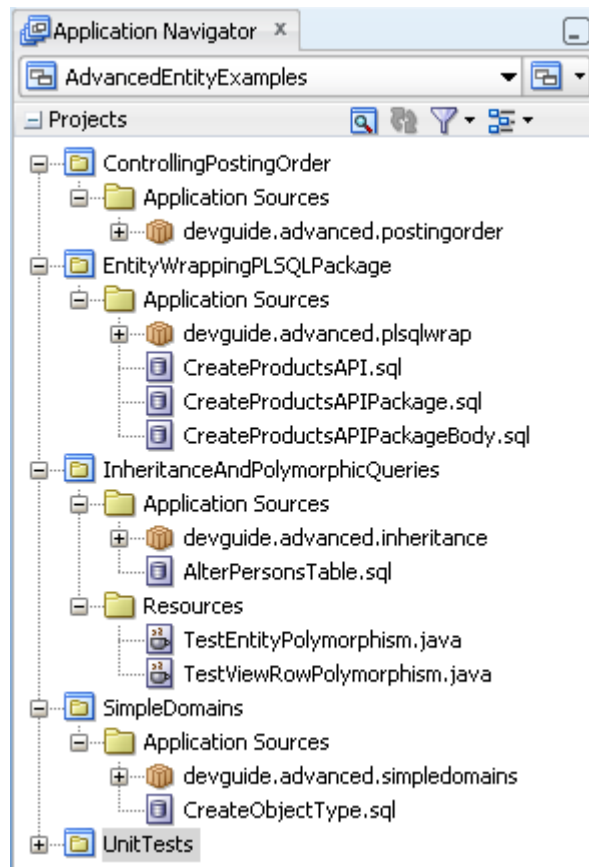 Application Navigator
AdvancedEntityExamples
Projects
ControllingPostingOrder
Application Sources
devguide.advanced.postingorder
EntityWrappingPLSQLPackage
Application Sources
devguide.advanced.plsqlwrap
CreateProductsAPI.sql
CreateProductsAPIPackage.sql
CreateProductsAPIPackageBody.sql
InheritanceAndPolymorphicQueries
Application Sources
devguide.advanced.inheritance
AlterPersonsTable.sql
Resources
TestEntityPolymorphism.java
TestViewRowPolymorphism.java
SimpleDomains
Application Sources
devguide.advanced.simpledomains
CreateObjectType.sql
UnitTests